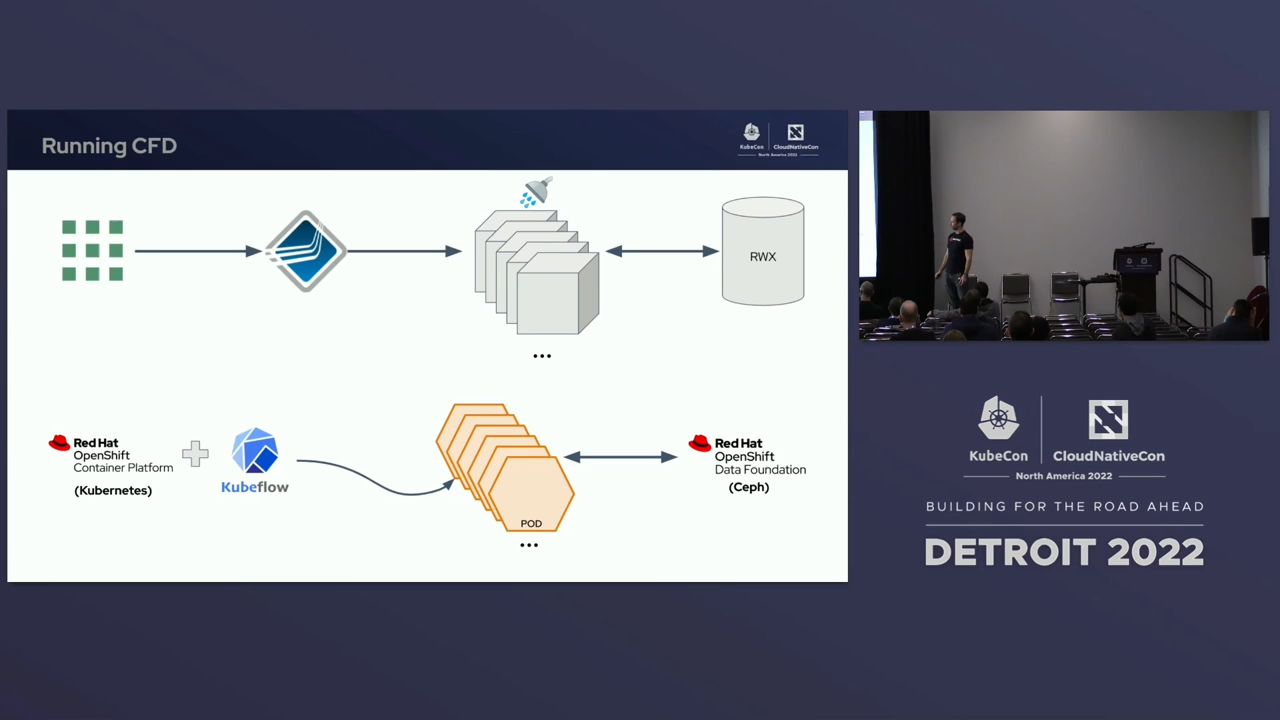 Running CFD
KubeCon
CloudNativeCon
North America 2022
RWX
...
Red Hat
OpenShift
Container Platform
(Kubernetes)
Kubeflow
POD
...
Red Hat
OpenShift
Data Foundation
(Ceph)
KubeCon
CloudNativeCon
North America 2022
BUILDING FOR THE ROAD AHEAD
DETROIT 2022